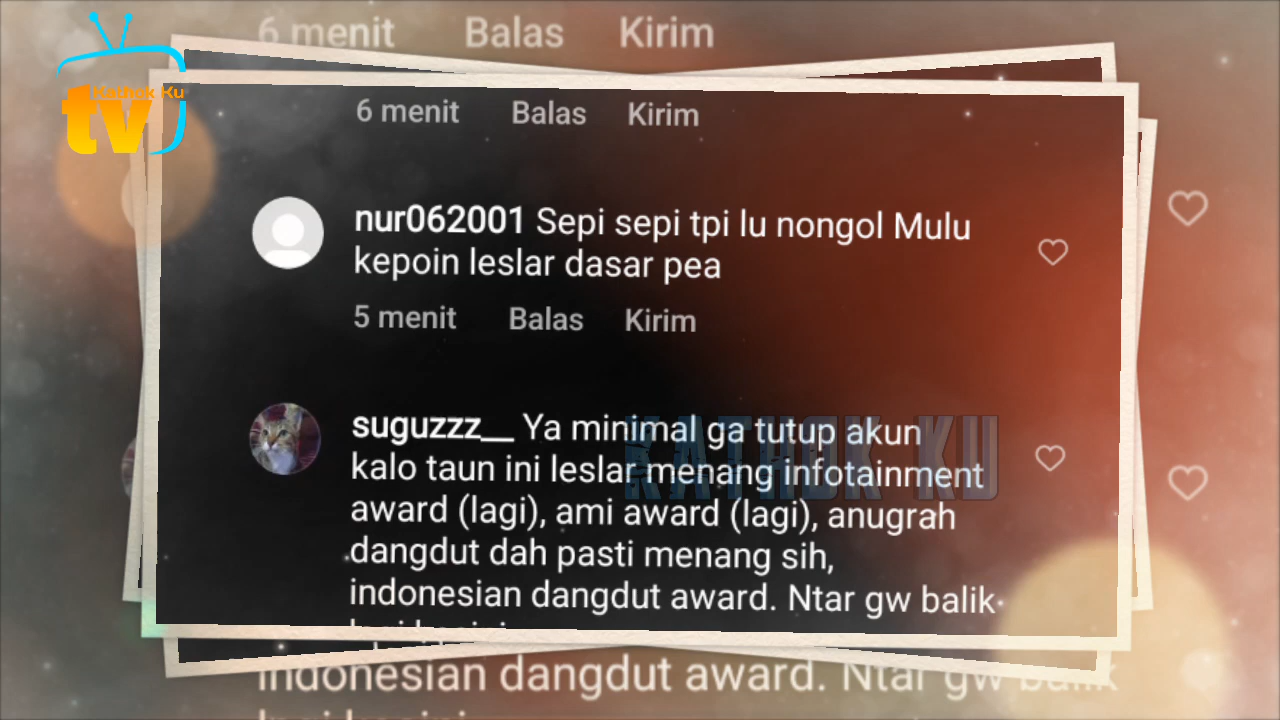 6 menit Balas Kirim
Kathok Ku
tv
6 menit Balas Kirim
nur062001 Sepi sepi tpi lu nongol Mulu
kepoin leslar dasar pea
5 menit Balas Kirim
suguzzz__ Ya minimal ga tutup akun
kalo taun ini leslar menang infotainment
award (lagi), ami award (lagi), anugrah
dangdut dah pasti menang sih,
indonesian dangdut award. Ntar gw balik
KATHOK KU
indonesian dangdut award. Ntar gw balik